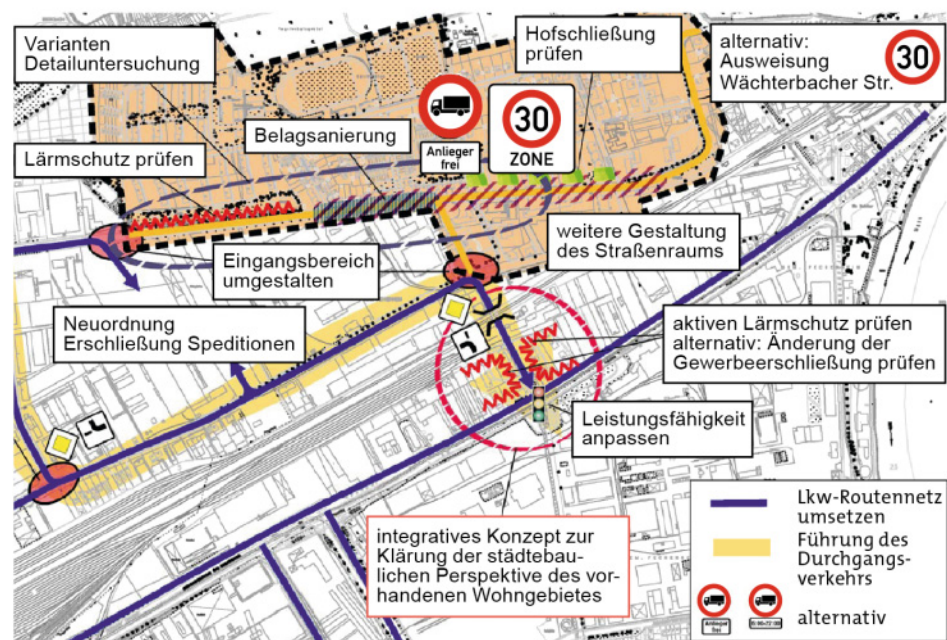 Varianten
Detailuntersuchung
Hofschließung
prüfen
alternativ:
Ausweisung
Wächterbacher Str.
30
Belagsanierung
Lärmschutz prüfen
Anlieger
frei
30
ZONE
weitere Gestaltung
des Straßenraums
Eingangsbereich
umgestalten
Neuordnung
Erschließung Speditionen
aktiven Lärmschutz prüfen
alternativ: Änderung der
Gewerbeerschließung prüfen
Leistungsfähigkeit
anpassen
integratives Konzept zur
Klärung der städtebau-
lichen Perspektive des vor-
handenen Wohngebietes
Lkw-Routennetz
umsetzen
Führung des
Durchgangs-
verkehrs
Anlieger
frei
alternativ